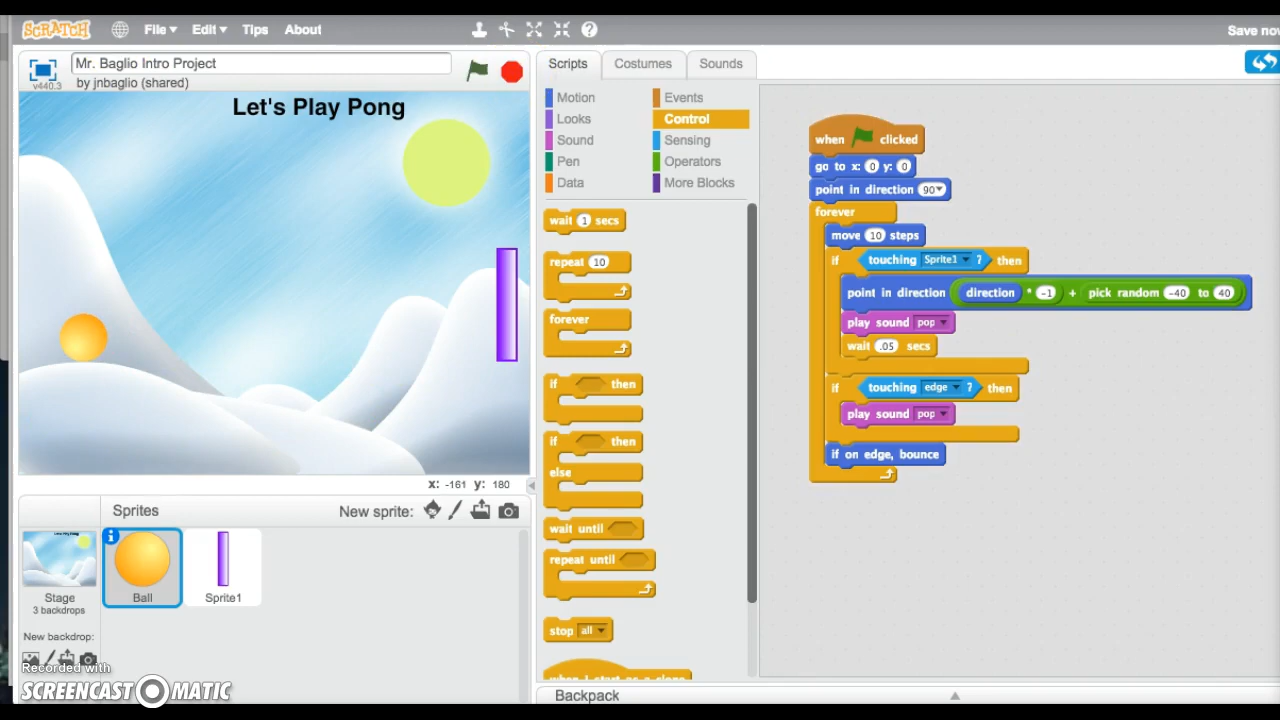 SCRATCH File Edit Tips About Save now
Mr. Baglio Intro Project
v440.3 by jnbaglio (shared)
Let's Play Pong
x: -161 y: 180
Sprites New sprite:
Stage
3 backdrops
New backdrop:
Ball
Sprite1
Recorded with
SCREENCAST MATIC
Scripts Costumes Sounds
Motion Events
Looks Control
Sound Sensing
Pen Operators
Data More Blocks
wait 1 secs
repeat 10
forever
if then
if then
else
wait until
repeat until
stop all
when I start as a clone
Backpack
when clicked
go to x: 0 y: 0
point in direction 90
forever
move 10 steps
if touching Sprite1 ? then
point in direction direction * -1 + pick random -40 to 40
play sound pop
wait .05 secs
if touching edge ? then
play sound pop
if on edge, bounce